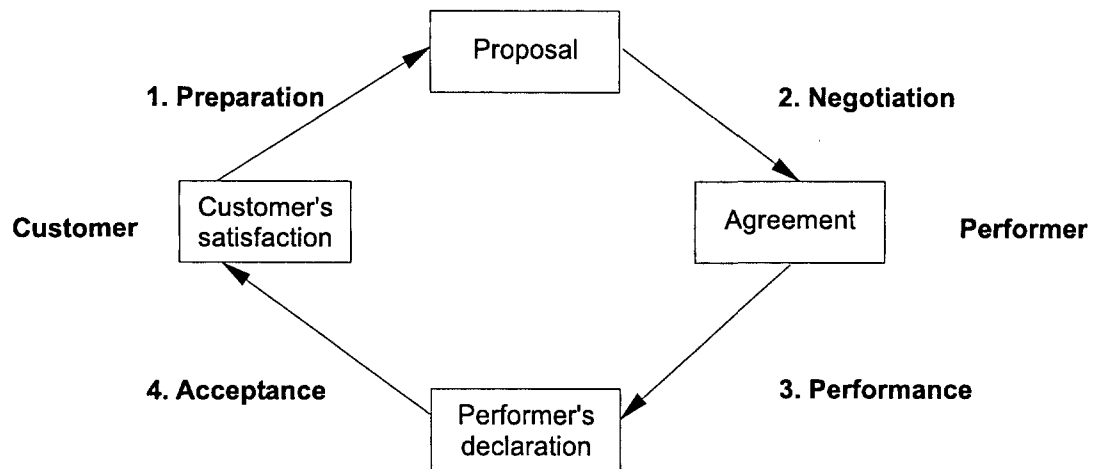 Proposal
1. Preparation
2. Negotiation
Customer
Customer's
satisfaction
Agreement
Performer
4. Acceptance
Performer's
declaration
3. Performance